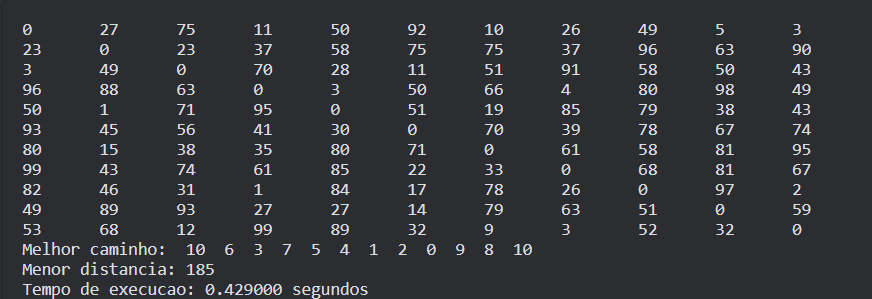 0 27 75 11 50 92 10 26 49 5 3
23 0 23 37 58 75 75 37 96 63 90
3 49 0 70 28 11 51 91 58 50 43
96 88 63 0 3 50 66 4 80 98 49
50 1 71 95 0 51 19 85 79 38 43
93 45 56 41 30 0 70 39 78 67 74
80 15 38 35 80 71 0 61 58 81 95
99 43 74 61 85 22 33 0 68 81 67
82 46 31 1 84 17 78 26 0 97 2
49 89 93 27 27 14 79 63 51 0 59
53 68 12 99 89 32 9 3 52 32 0
Melhor caminho: 10 6 3 7 5 4 1 2 0 9 8 10
Menor distancia: 185
Tempo de execucao: 0.429000 segundos